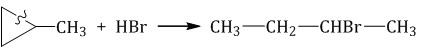 —CH₃ + HBr ⟶ CH₃—CH₂—CHBr—CH₃